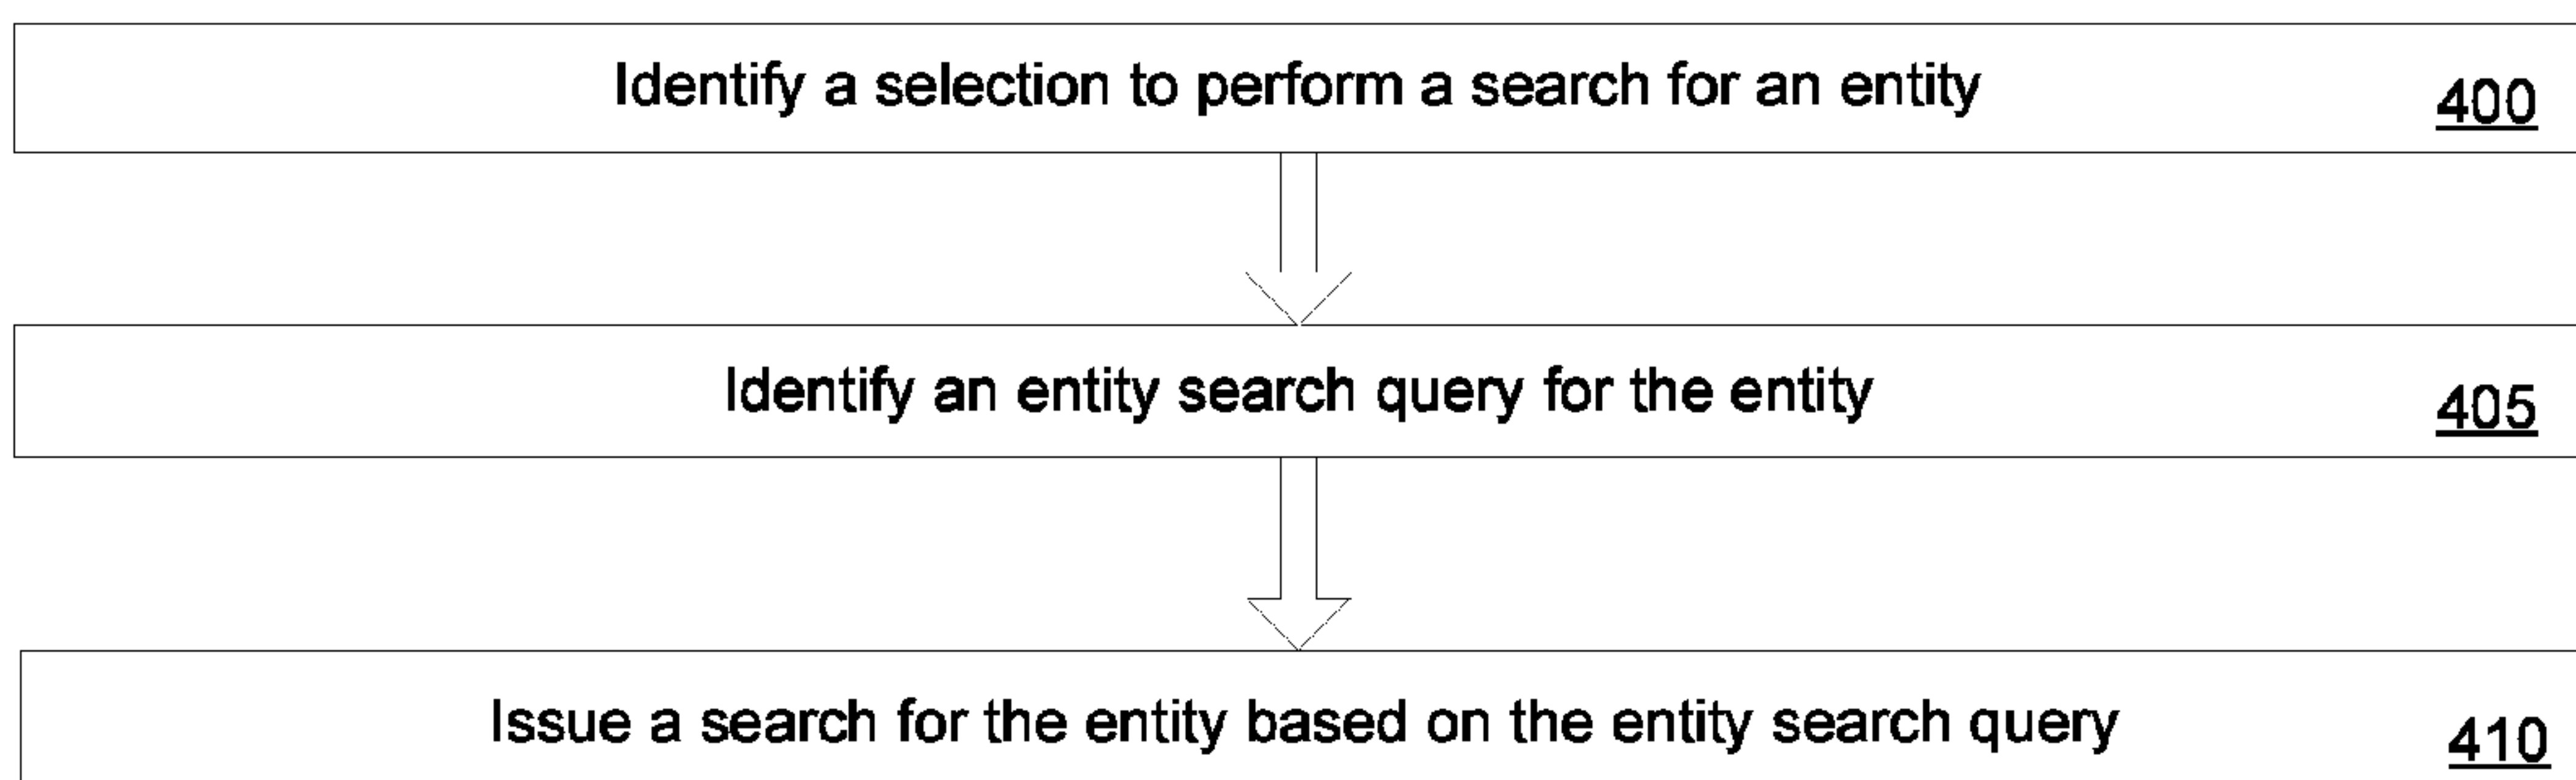 Identify a selection to perform a search for an entity
400
Identify an entity search query for the entity
405
Issue a search for the entity based on the entity search query
410